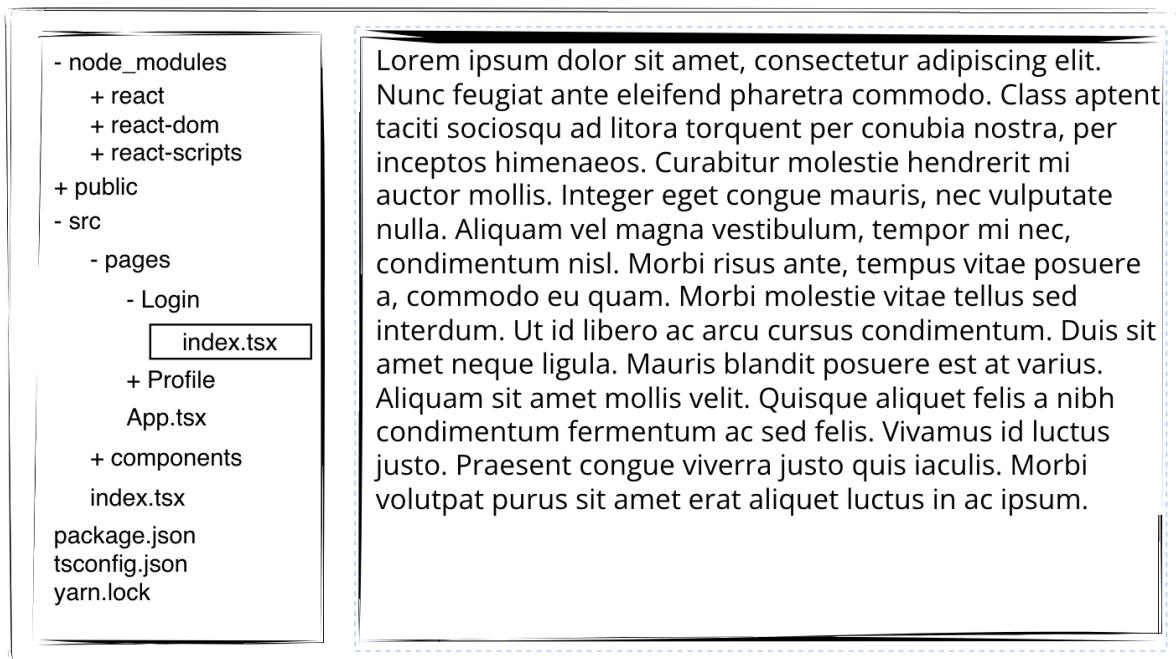 - node_modules
+ react
+ react-dom
+ react-scripts
+ public
- src
- pages
- Login
index.tsx
+ Profile
App.tsx
+ components
index.tsx
package.json
tsconfig.json
yarn.lock
Lorem ipsum dolor sit amet, consectetur adipiscing elit.
Nunc feugiat ante eleifend pharetra commodo. Class aptent
taciti sociosqu ad litora torquent per conubia nostra, per
inceptos himenaeos. Curabitur molestie hendrerit mi
auctor mollis. Integer eget congue mauris, nec vulputate
nulla. Aliquam vel magna vestibulum, tempor mi nec,
condimentum nisl. Morbi risus ante, tempus vitae posuere
a, commodo eu quam. Morbi molestie vitae tellus sed
interdum. Ut id libero ac arcu cursus condimentum. Duis sit
amet neque ligula. Mauris blandit posuere est at varius.
Aliquam sit amet mollis velit. Quisque aliquet felis a nibh
condimentum fermentum ac sed felis. Vivamus id luctus
justo. Praesent congue viverra justo quis iaculis. Morbi
volutpat purus sit amet erat aliquet luctus in ac ipsum.